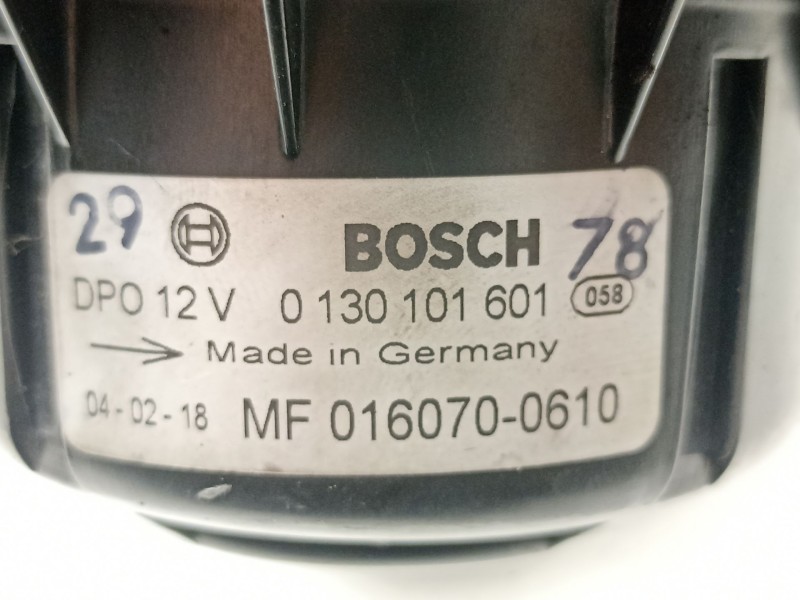 29 BOSCH 78
DPO 12 V 0 130 101 601 058
Made in Germany
04-02-18 MF 016070-0610